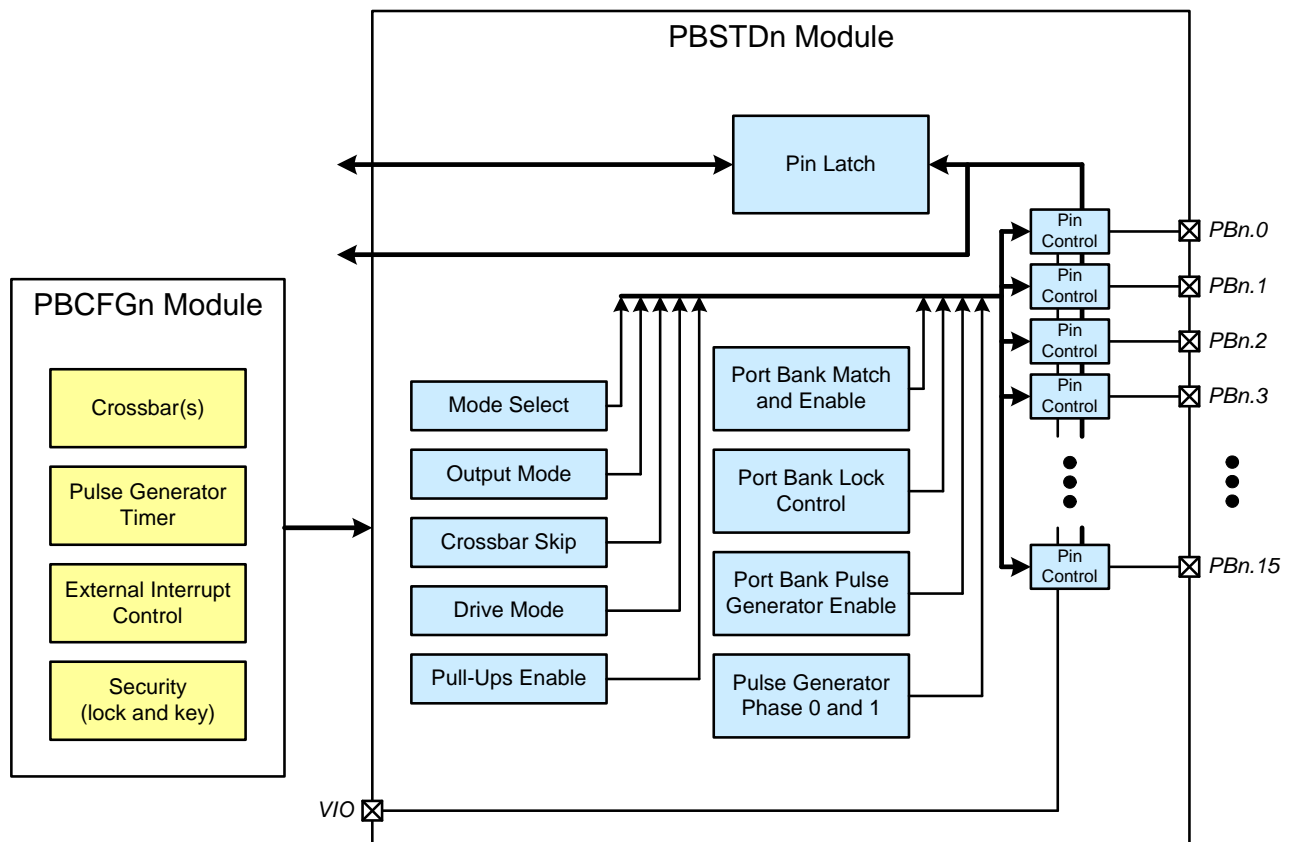 PBSTDn Module
Pin Latch
Pin
Control
PBn.0
Pin
Control
PBn.1
Pin
Control
PBn.2
Pin
Control
PBn.3
Pin
Control
PBn.15
PBCFGn Module
Crossbar(s)
Pulse Generator
Timer
External Interrupt
Control
Security
(lock and key)
Mode Select
Output Mode
Crossbar Skip
Drive Mode
Pull-Ups Enable
Port Bank Match
and Enable
Port Bank Lock
Control
Port Bank Pulse
Generator Enable
Pulse Generator
Phase 0 and 1
VIO